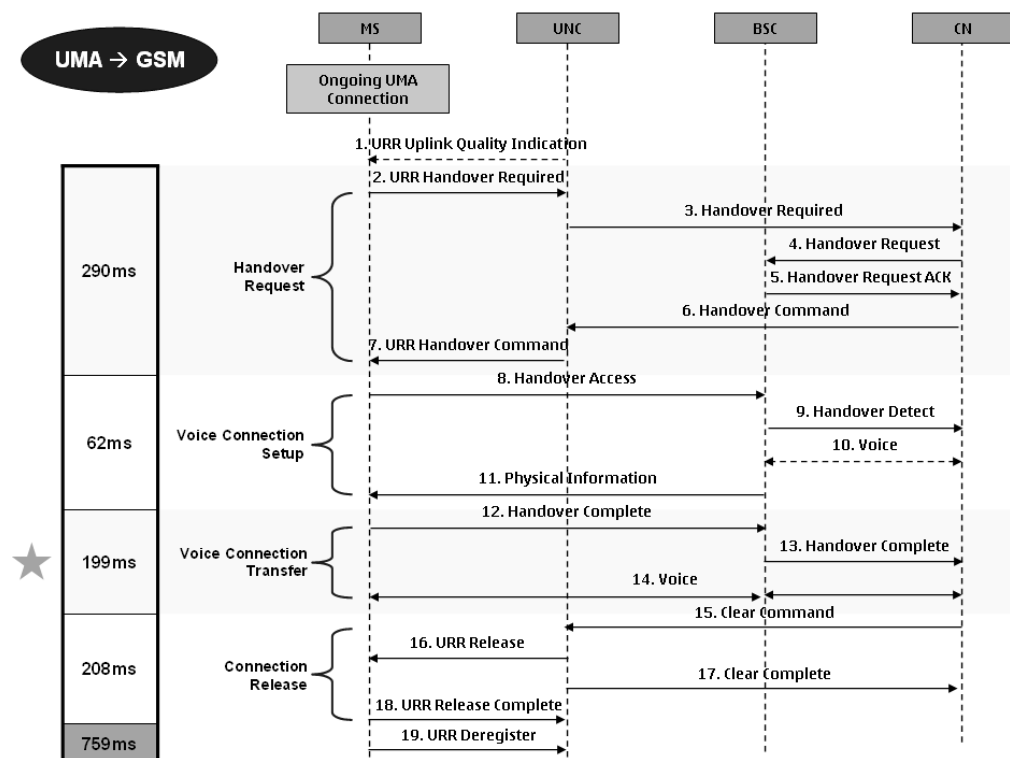 MS UNC BSC CN
UMA → GSM
Ongoing UMA
Connection
1. URR Uplink Quality Indication
2. URR Handover Required
3. Handover Required
4. Handover Request
290ms
Handover
Request
5. Handover Request ACK
6. Handover Command
7. URR Handover Command
8. Handover Access
9. Handover Detect
62ms
Voice Connection
Setup
10. Voice
11. Physical Information
12. Handover Complete
13. Handover Complete
199ms
Voice Connection
Transfer
14. Voice
15. Clear Command
16. URR Release
208ms
Connection
Release
17. Clear Complete
18. URR Release Complete
19. URR Deregister
759ms